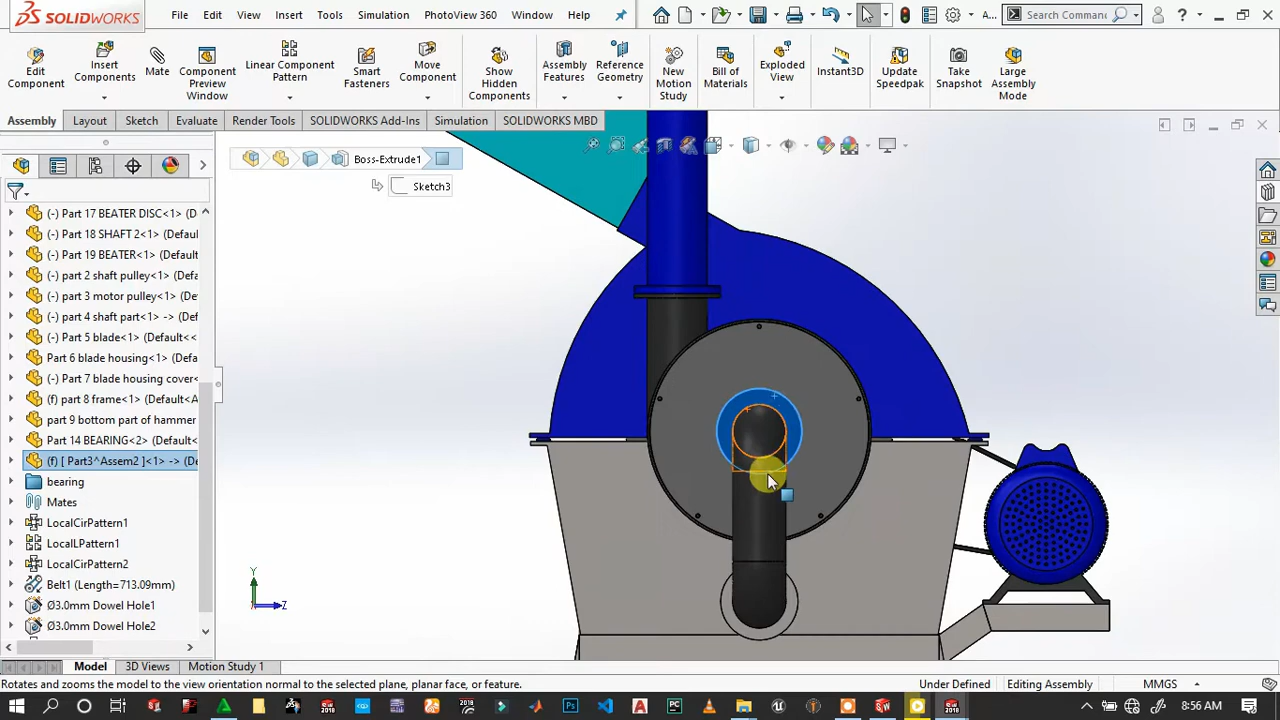 SOLIDWORKS File Edit View Insert Tools Simulation PhotoView 360 Window Help A... Search Comman
Edit Component
Insert Components
Mate
Component Preview Window
Linear Component Pattern
Smart Fasteners
Move Component
Show Hidden Components
Assembly Features
Reference Geometry
New Motion Study
Bill of Materials
Exploded View
Instant3D
Update Speedpak
Take Snapshot
Large Assembly Mode
Assembly Layout Sketch Evaluate Render Tools SOLIDWORKS Add-Ins Simulation SOLIDWORKS MBD
Boss-Extrude1
Sketch3
(-) Part 17 BEATER DISC<1> (D
(-) Part 18 SHAFT 2<1> (Defaul
(-) Part 19 BEATER<1> (Default
(-) part 2 shaft pulley<1> (Defa
(-) part 3 motor pulley<1> (De
(-) part 4 shaft part<1> -> (De
(-) Part 5 blade<1> (Default<<
Part 6 blade housing<1> (Defa
(-) Part 7 blade housing cover<
(f) part 8 frame<1> (Default<
part 9 bottom part of hammer
Part 14 BEARING<2> (Default
(f) [ Part3^Assem2 ]<1> -> (De
bearing
Mates
LocalCirPattern1
LocalLPattern1
LocalCirPattern2
Belt1 (Length=713.09mm)
Ø3.0mm Dowel Hole1
Ø3.0mm Dowel Hole2
Y
Z
Model 3D Views Motion Study 1
Rotates and zooms the model to the view orientation normal to the selected plane, planar face, or feature. Under Defined Editing Assembly MMGS
8:56 AM